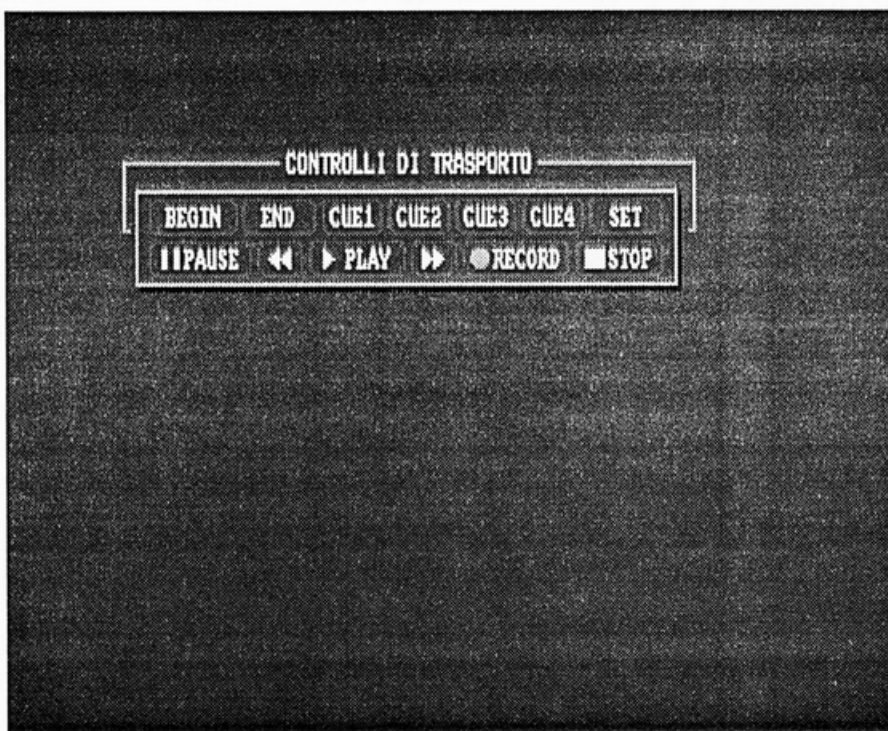 CONTROLLI DI TRASPORTO
BEGIN END CUE1 CUE2 CUE3 CUE4 SET
PAUSE PLAY RECORD STOP